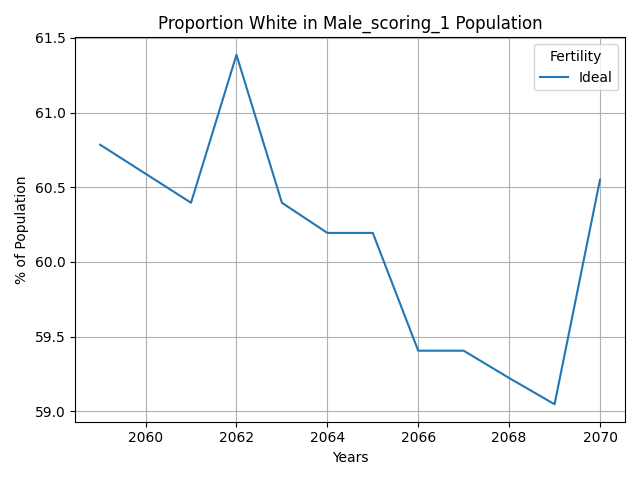 Proportion White in Male_scoring_1 Population
61.5
61.0
60.5
60.0
59.5
59.0
% of Population
Fertility
Ideal
2060
2062
2064
2066
2068
2070
Years